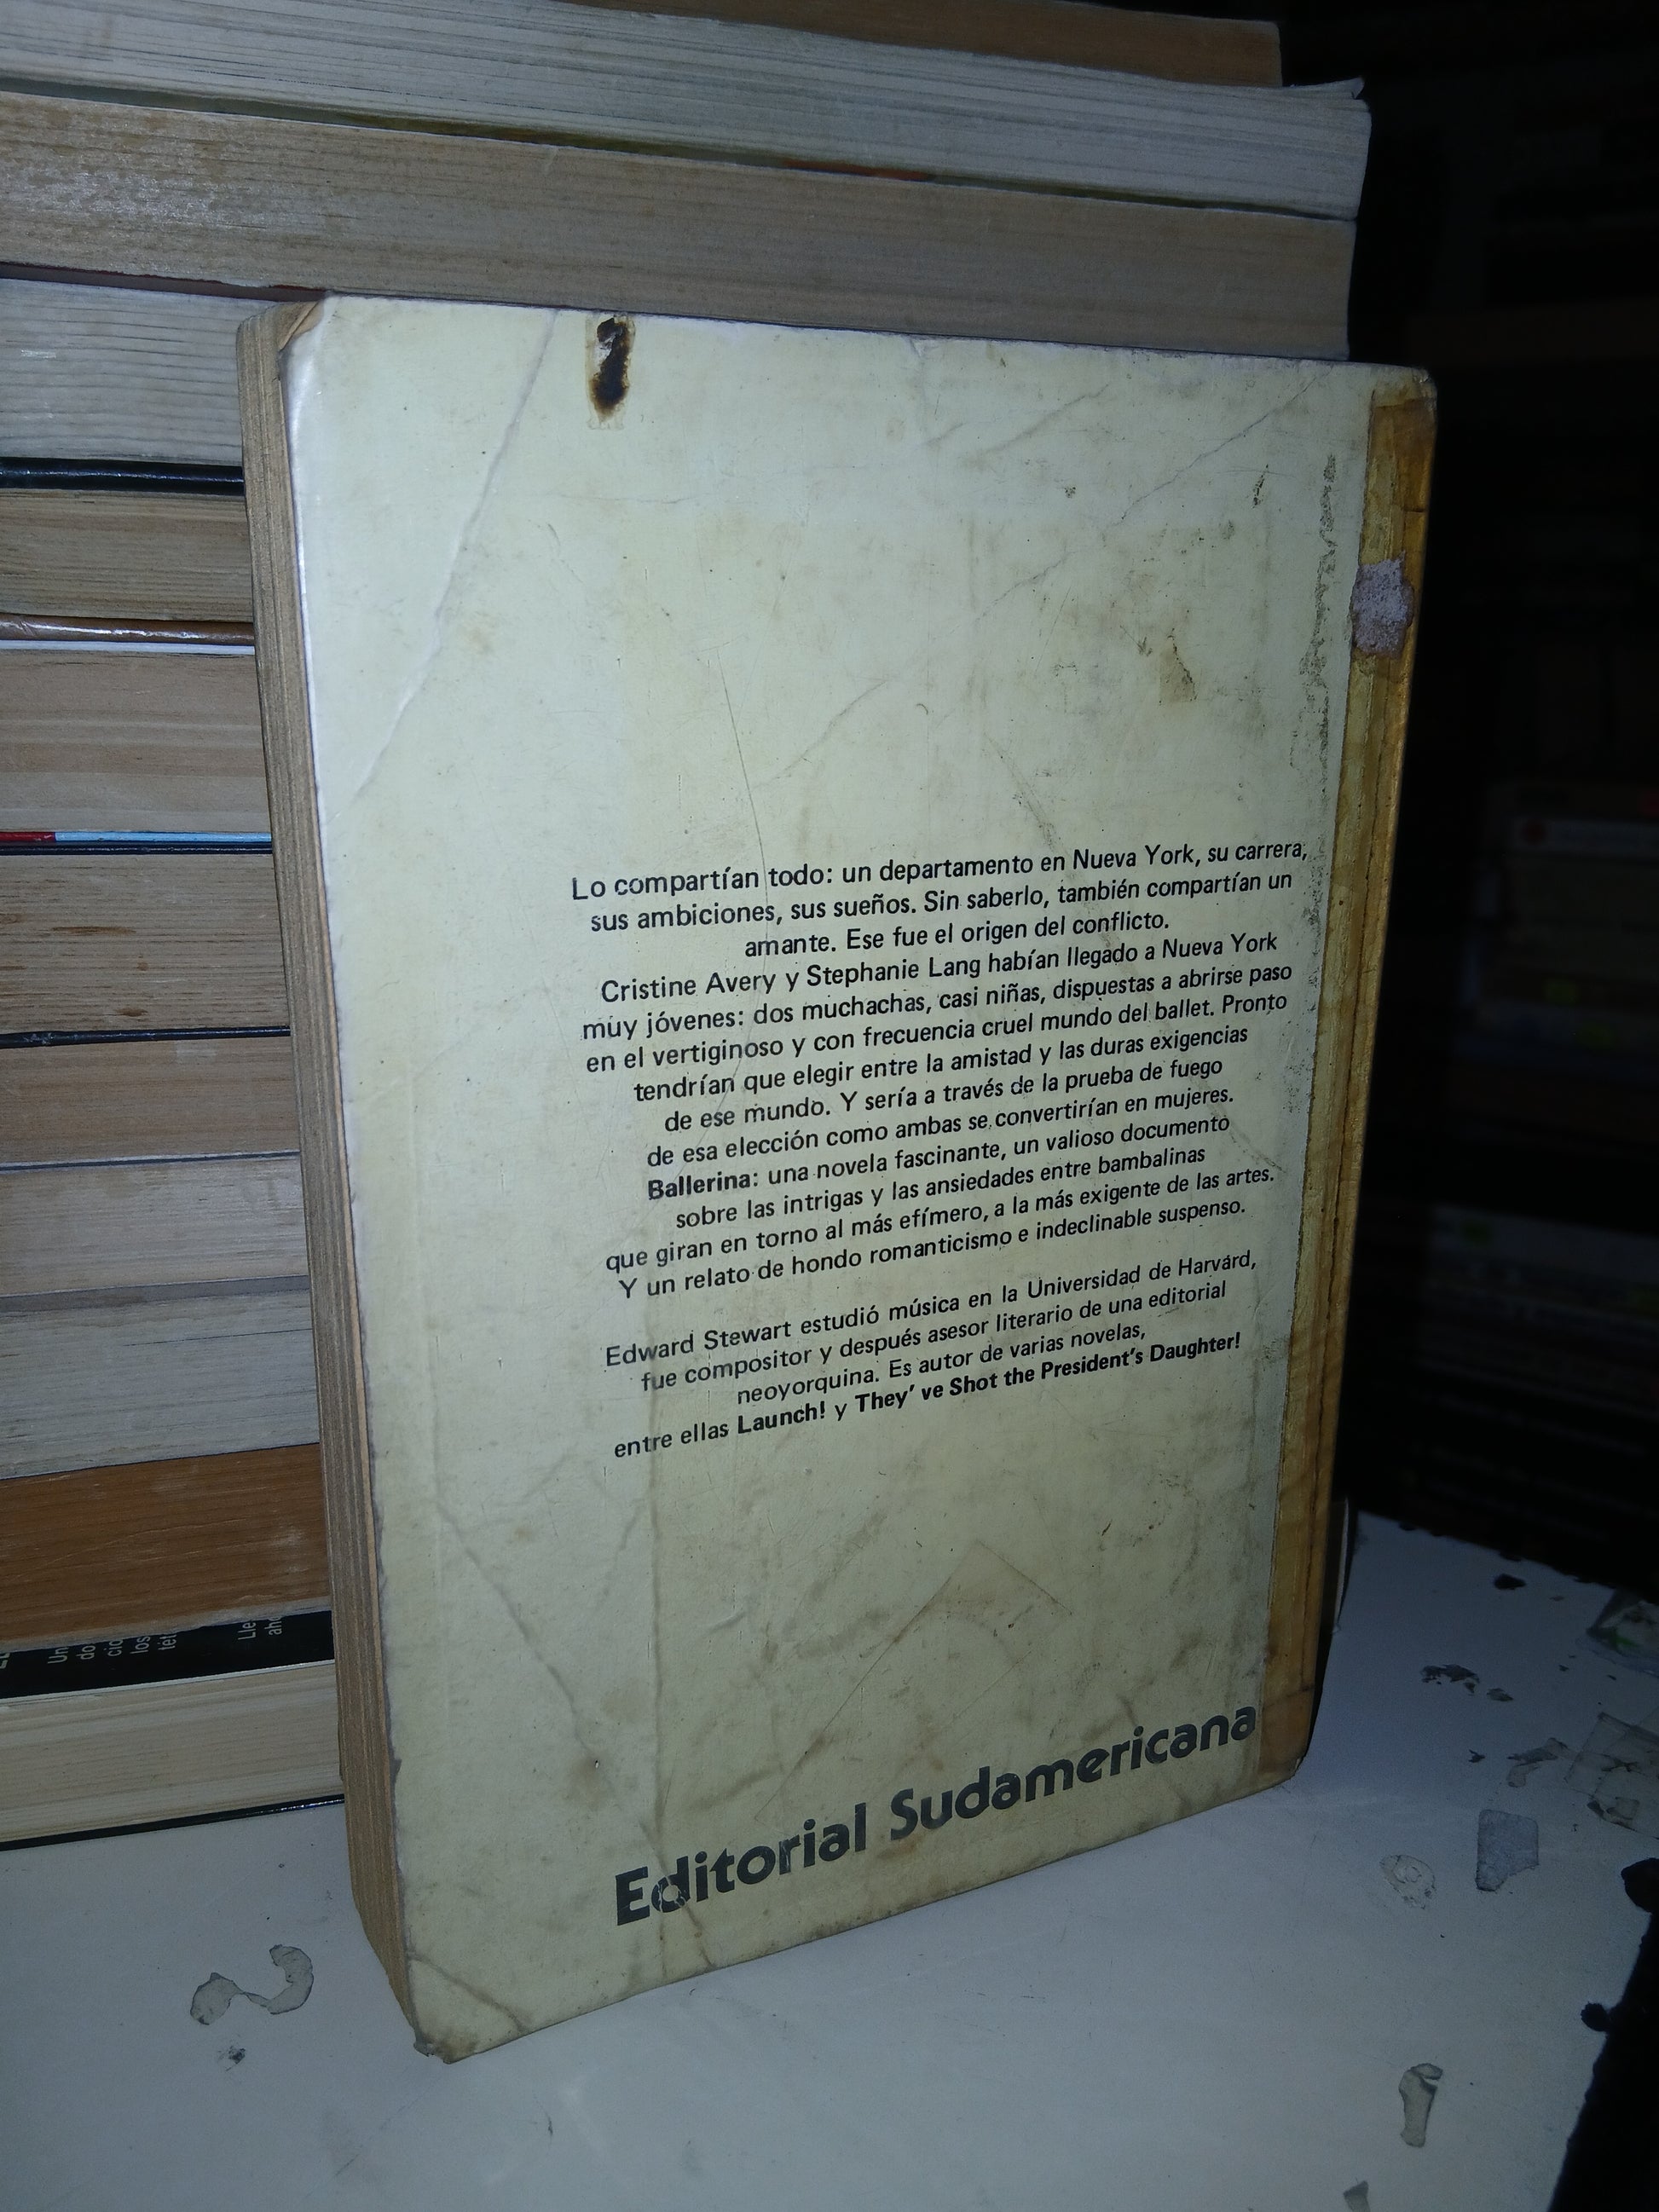 Lo compartían todo: un departamento en Nueva York, su carrera,
sus ambiciones, sus sueños. Sin saberlo, también compartían un
amante. Ese fue el origen del conflicto.
Cristine Avery y Stephanie Lang habían llegado a Nueva York
muy jóvenes: dos muchachas, casi niñas, dispuestas a abrirse paso
en el vertiginoso y con frecuencia cruel mundo del ballet. Pronto
tendrían que elegir entre la amistad y las duras exigencias
de ese mundo. Y sería a través de la prueba de fuego
de esa elección como ambas se convertirían en mujeres.
Ballerina: una novela fascinante, un valioso documento
sobre las intrigas y las ansiedades entre bambalinas
que giran en torno al más efímero, a la más exigente de las artes.
Y un relato de hondo romanticismo e indeclinable suspenso.
Edward Stewart estudió música en la Universidad de Harvard,
fue compositor y después asesor literario de una editorial
neoyorquina. Es autor de varias novelas,
entre ellas Launch! y They' ve Shot the President's Daughter!
Editorial Sudamericana